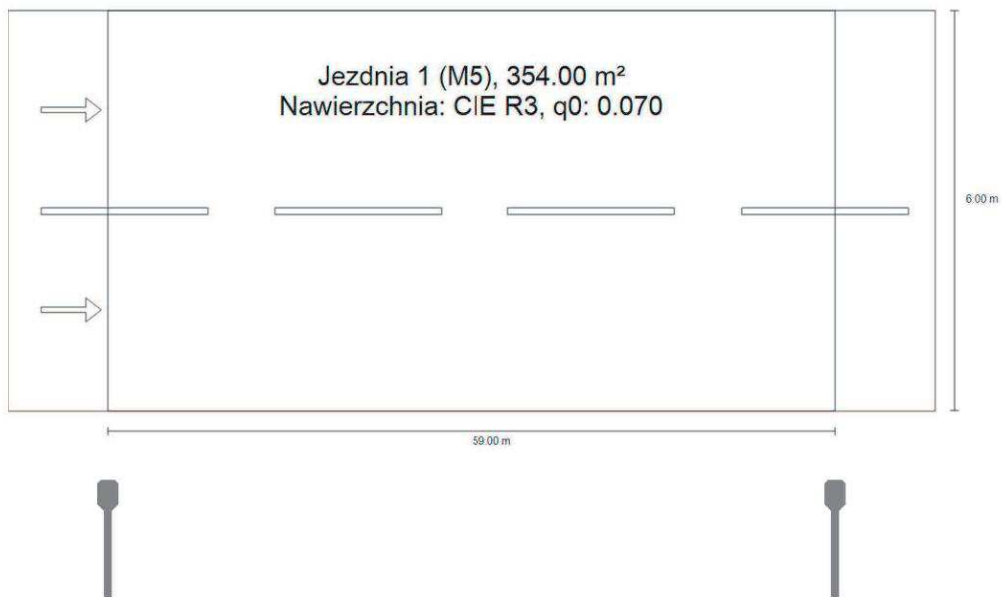 Jezdnia 1 (M5), 354.00 m²
Nawierzchnia: CIE R3, q0: 0.070
6.00 m
59.00 m